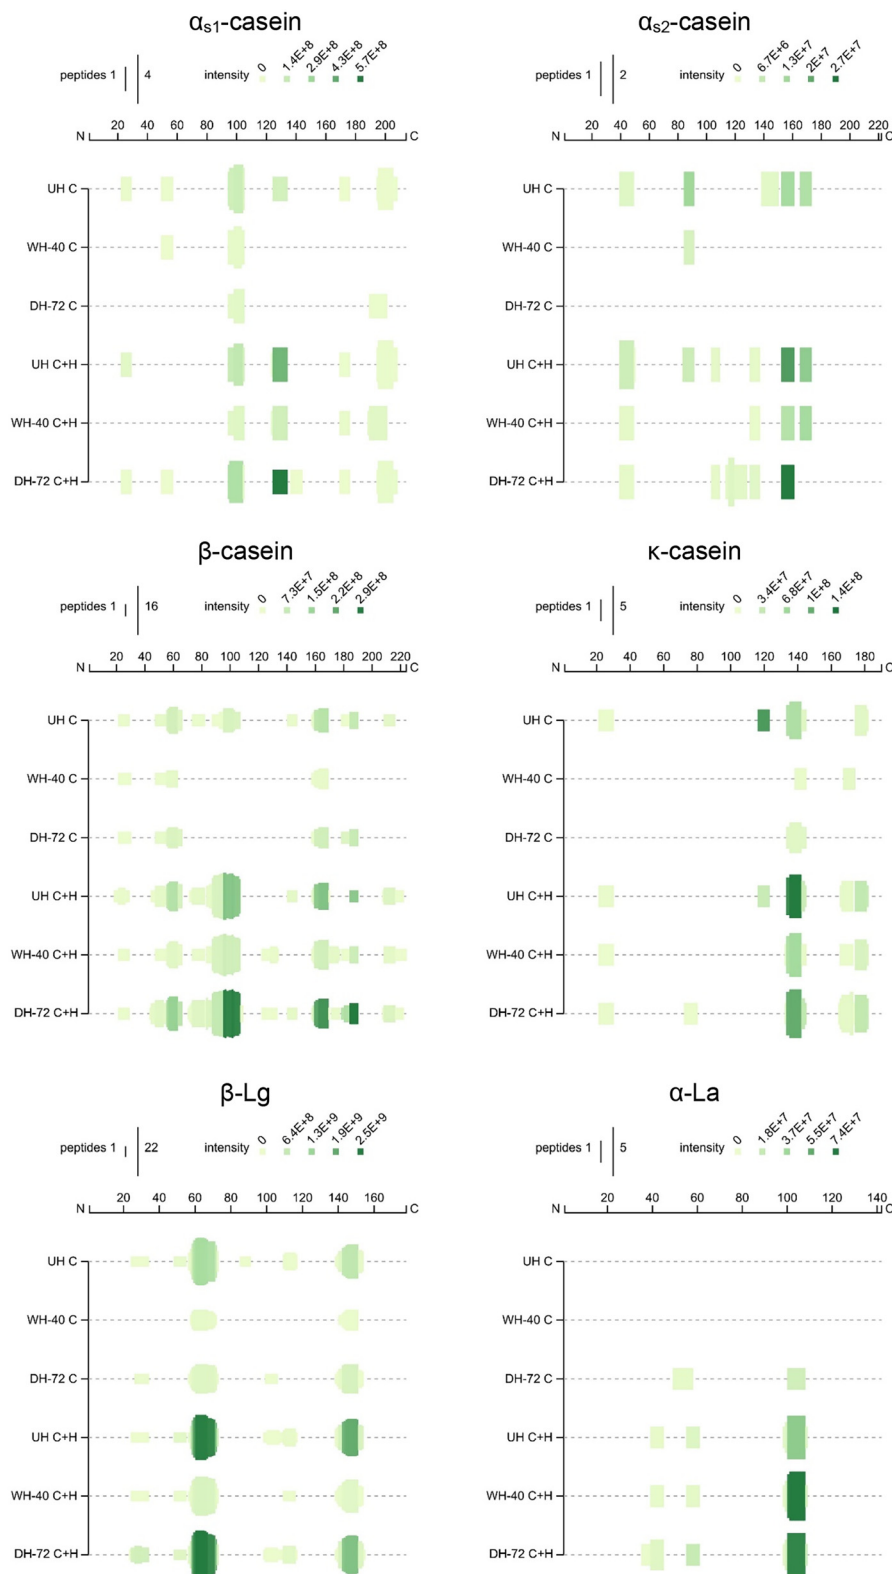 αs1-casein
peptides 1 4 intensity 0 1.4E+8 2.9E+8 4.3E+8 5.7E+8
N 20 40 60 80 100 120 140 160 180 200 C
UH C
WH-40 C
DH-72 C
UH C+H
WH-40 C+H
DH-72 C+H
αs2-casein
peptides 1 2 intensity 0 6.7E+6 1.3E+7 2E+7 2.7E+7
N 20 40 60 80 100 120 140 160 180 200 220 C
UH C
WH-40 C
DH-72 C
UH C+H
WH-40 C+H
DH-72 C+H
β-casein
peptides 1 16 intensity 0 7.3E+7 1.5E+8 2.2E+8 2.9E+8
N 20 40 60 80 100 120 140 160 180 200 220 C
UH C
WH-40 C
DH-72 C
UH C+H
WH-40 C+H
DH-72 C+H
κ-casein
peptides 1 5 intensity 0 3.4E+7 6.8E+7 1E+8 1.4E+8
N 20 40 60 80 100 120 140 160 180 C
UH C
WH-40 C
DH-72 C
UH C+H
WH-40 C+H
DH-72 C+H
β-Lg
peptides 1 22 intensity 0 6.4E+8 1.3E+9 1.9E+9 2.5E+9
N 20 40 60 80 100 120 140 160 C
UH C
WH-40 C
DH-72 C
UH C+H
WH-40 C+H
DH-72 C+H
α-La
peptides 1 5 intensity 0 1.8E+7 3.7E+7 5.5E+7 7.4E+7
N 20 40 60 80 100 120 140 C
UH C
WH-40 C
DH-72 C
UH C+H
WH-40 C+H
DH-72 C+H